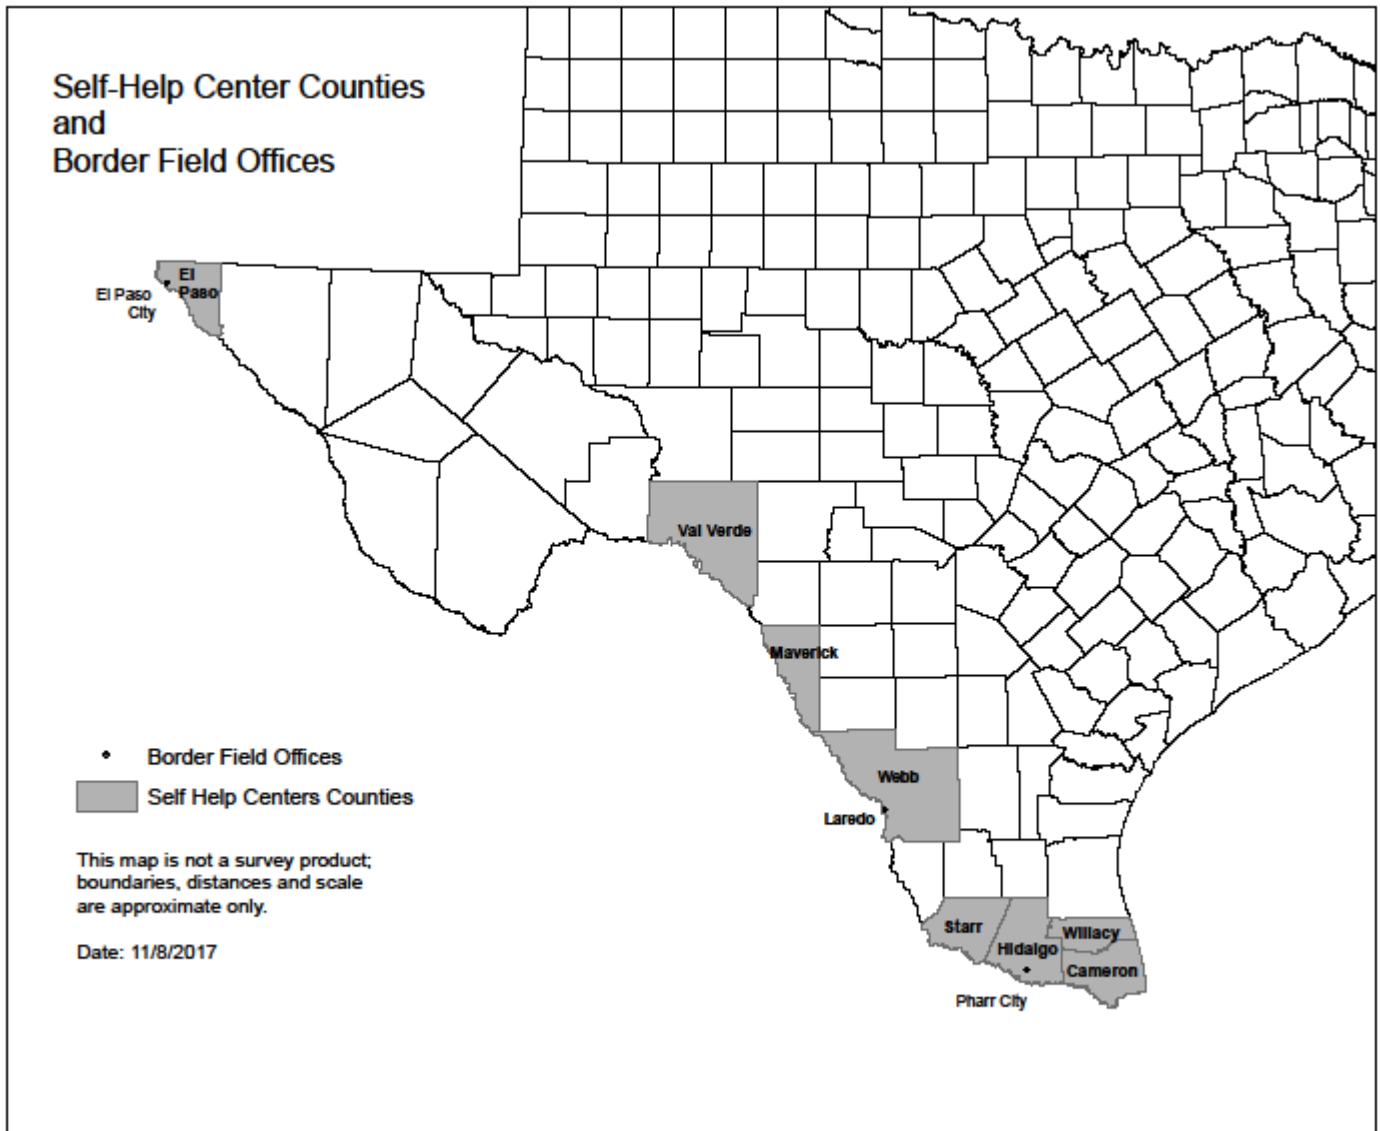 Self-Help Center Counties
and
Border Field Offices
El
Paso
El Paso
City
Val Verde
Maverick
Border Field Offices
Webb
Self Help Centers Counties
Laredo
This map is not a survey product;
boundaries, distances and scale
are approximate only.
Starr
Willacy
Hidalgo
Date: 11/8/2017
Cameron
Pharr City